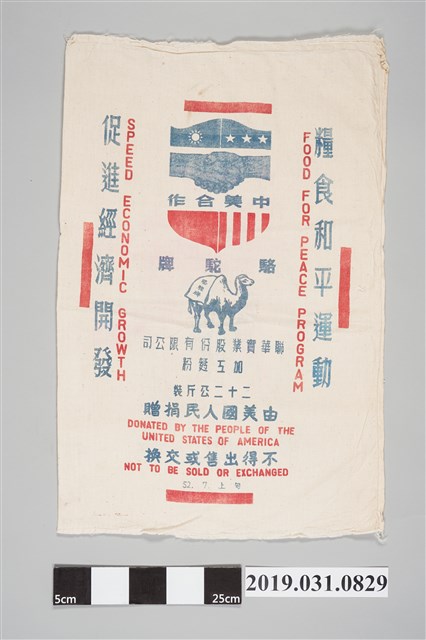 糧食和平運動
FOOD FOR PEACE PROGRAM
中美合作
駱駝牌
聯華實業股份有限公司
加工麵粉
二十二公斤裝
由美國人民捐贈
DONATED BY THE PEOPLE OF THE
UNITED STATES OF AMERICA
不得出售或交換
NOT TO BE SOLD OR EXCHANGED
52. 7. 上
SPEED ECONOMIC GROWTH
促進經濟開發
5cm
25cm
2019.031.0829